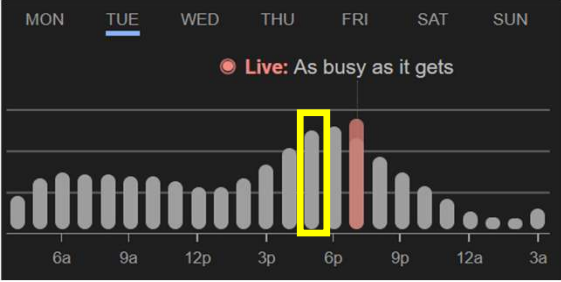 MON TUE WED THU FRI SAT SUN
Live: As busy as it gets
6a 9a 12p 3p 6p 9p 12a 3a